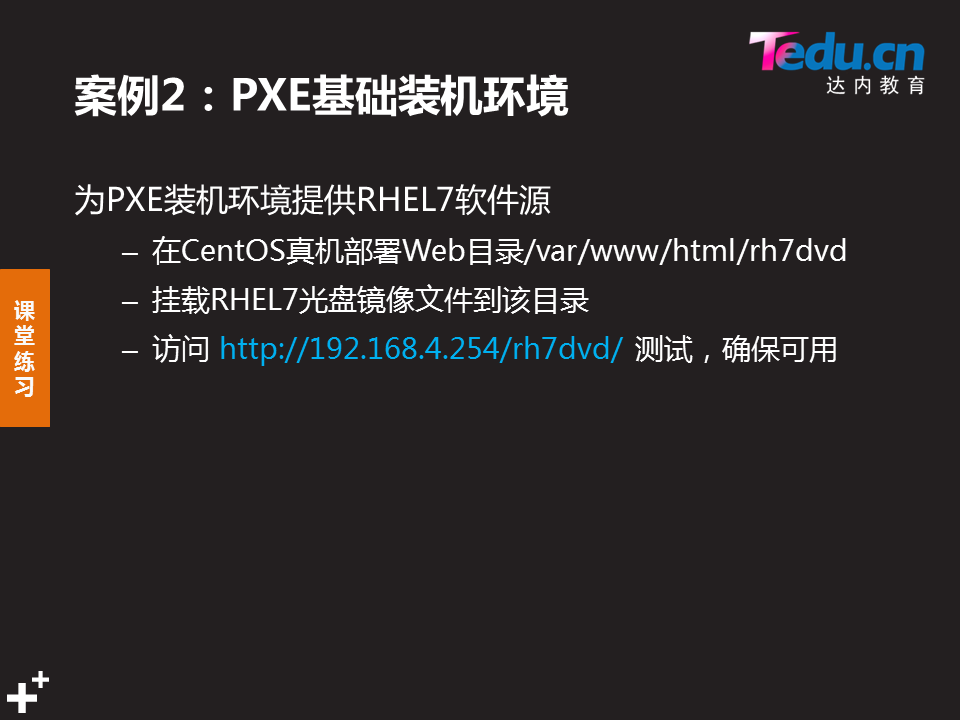 Tedu.cn
达内教育
案例2：PXE基础装机环境
为PXE装机环境提供RHEL7软件源
– 在CentOS真机部署Web目录/var/www/html/rh7dvd
– 挂载RHEL7光盘镜像文件到该目录
– 访问 http://192.168.4.254/rh7dvd/ 测试，确保可用
课
堂
练
习